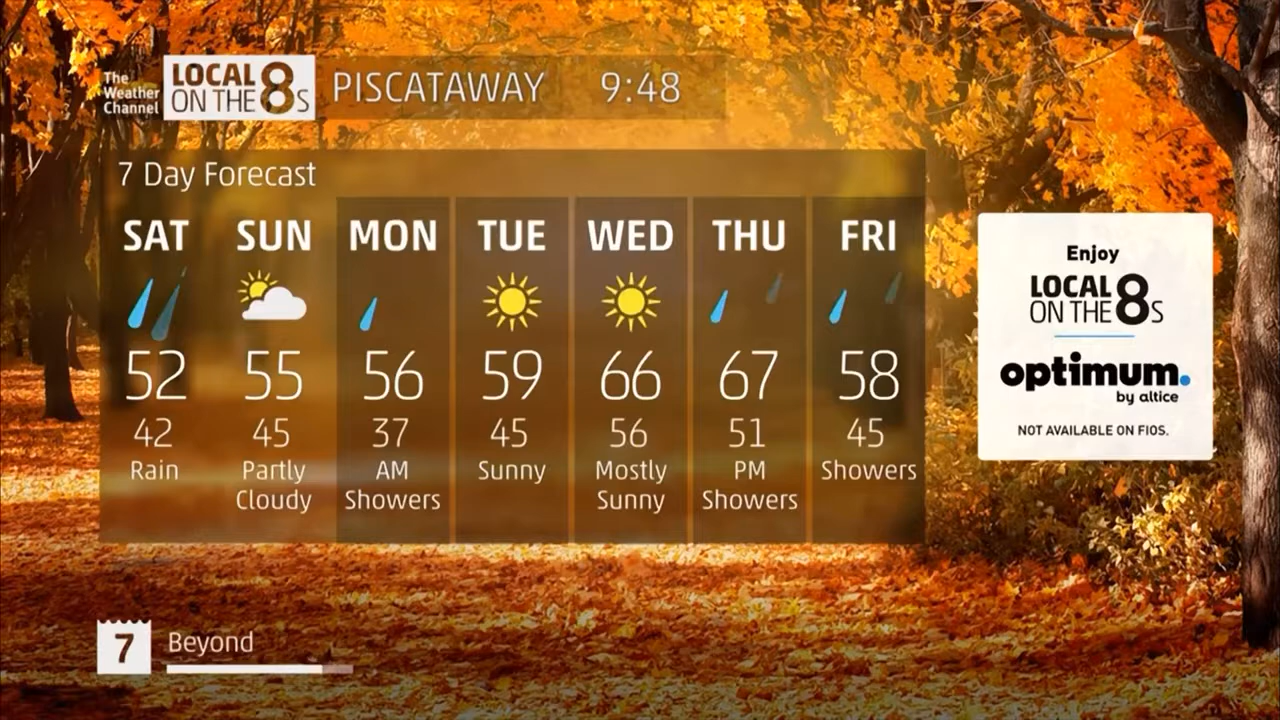 The
Weather
Channel
LOCAL
ON THE 8s
PISCATAWAY 9:48
7 Day Forecast
SAT SUN MON TUE WED THU FRI
52 55 56 59 66 67 58
42 45 37 45 56 51 45
Rain Partly AM Sunny Mostly PM Showers
Cloudy Showers Sunny Showers
Enjoy
LOCAL
ON THE 8s
optimum.
by altice
NOT AVAILABLE ON FIOS.
7 Beyond